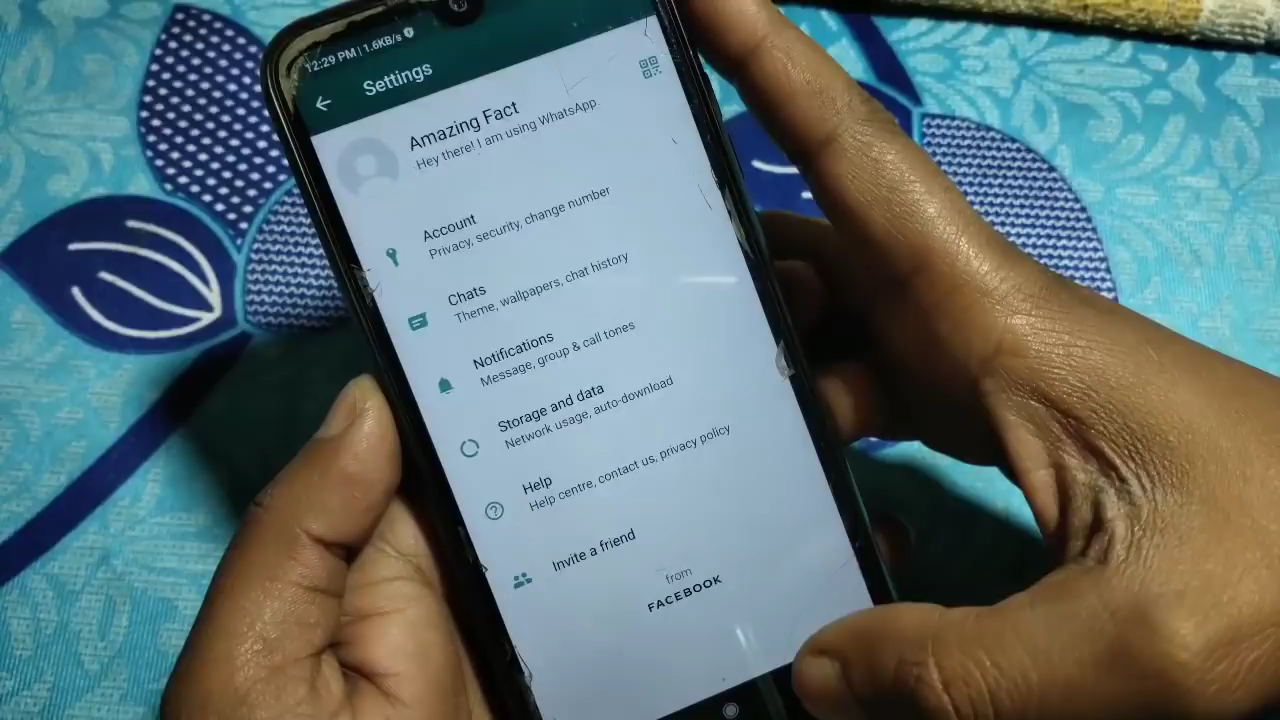 12:29 PM | 1.6KB/s
Settings
Amazing Fact
Hey there! I am using WhatsApp.
Account
Privacy, security, change number
Chats
Theme, wallpapers, chat history
Notifications
Message, group & call tones
Storage and data
Network usage, auto-download
Help
Help centre, contact us, privacy policy
Invite a friend
from
FACEBOOK